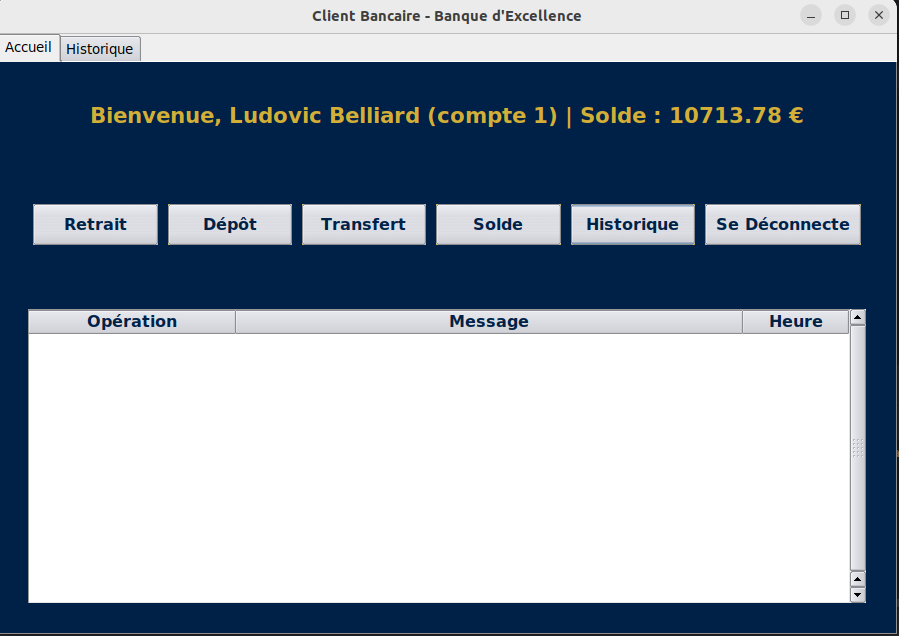 Client Bancaire - Banque d'Excellence
Accueil Historique
Bienvenue, Ludovic Belliard (compte 1) | Solde : 10713.78 €
Retrait Dépôt Transfert Solde Historique Se Déconnecte
Opération Message Heure